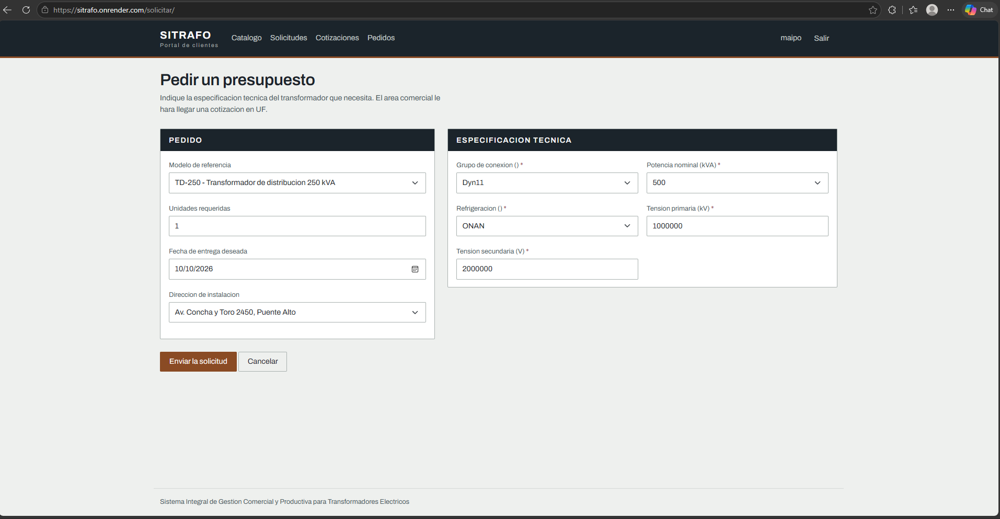 https://sitrafo.onrender.com/solicitar/
Chat
SITRAFO
Portal de clientes
Catalogo
Solicitudes
Cotizaciones
Pedidos
maipo
Salir
Pedir un presupuesto
Indique la especificacion tecnica del transformador que necesita. El area comercial le
hara llegar una cotizacion en UF.
PEDIDO
Modelo de referencia
TD-250 - Transformador de distribucion 250 kVA
Unidades requeridas
1
Fecha de entrega deseada
10/10/2026
Direccion de instalacion
Av. Concha y Toro 2450, Puente Alto
ESPECIFICACION TECNICA
Grupo de conexion () *
Dyn11
Potencia nominal (kVA) *
500
Refrigeracion () *
ONAN
Tension primaria (kV) *
1000000
Tension secundaria (V) *
2000000
Enviar la solicitud
Cancelar
Sistema Integral de Gestion Comercial y Productiva para Transformadores Electricos